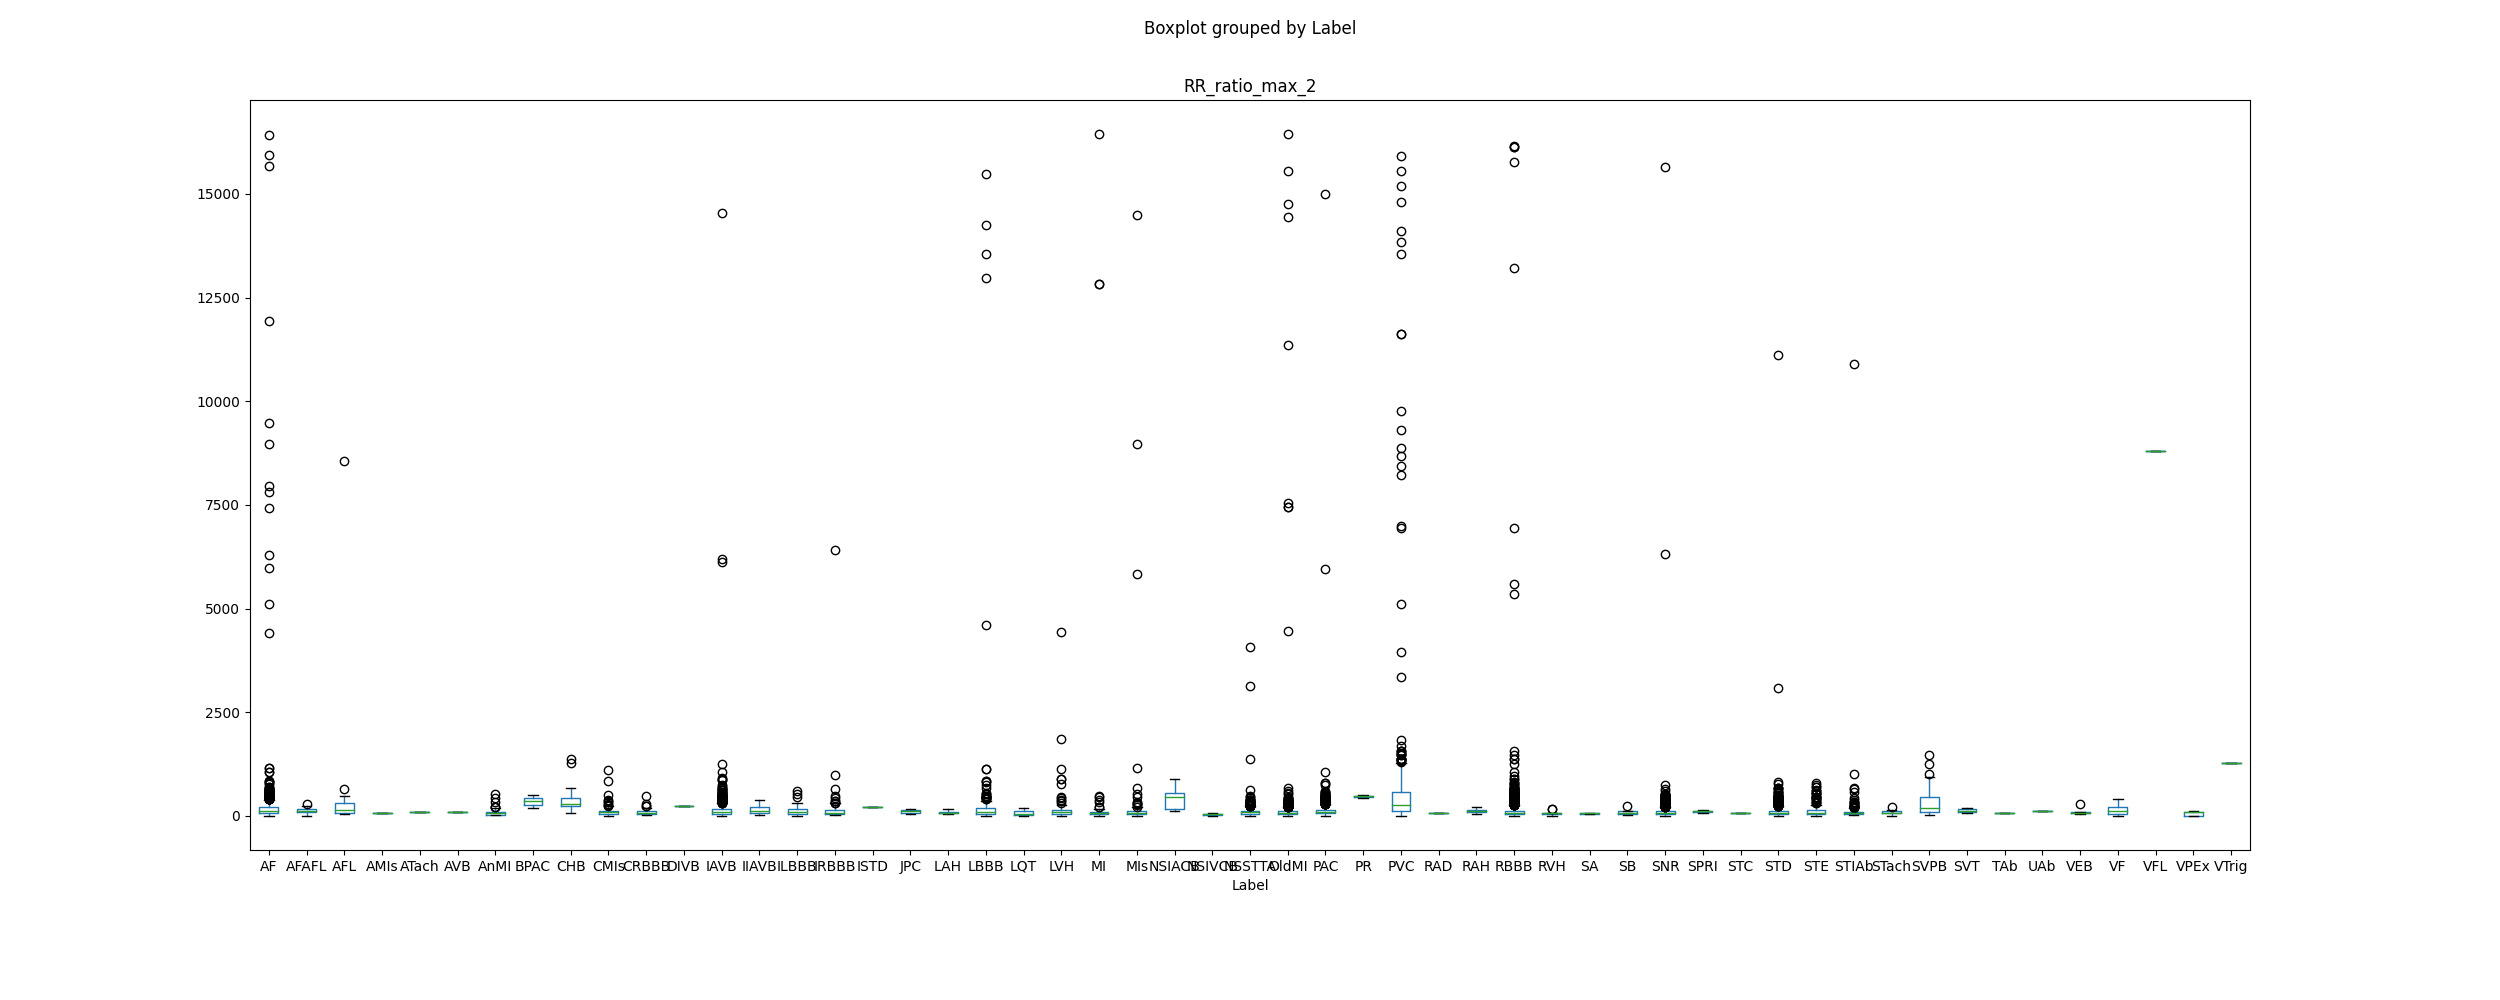 Boxplot grouped by Label
RR_ratio_max_2
15000
12500
10000
7500
5000
2500
0
AF AFAFL AFL AMIs ATach AVB AnMI BPAC CHB CMIs CRBBB DIVB IAVB IIAVB ILBBB IRBBB ISTD JPC LAH LBBB LQT LVH MI MIs NSIACB NSIVCB NSSTTA OldMI PAC PR PVC RAD RAH RBBB RVH SA SB SNR SPRI STC STD STE STIAb STach SVPB SVT TAb UAb VEB VF VFL VPEx VTrig
Label